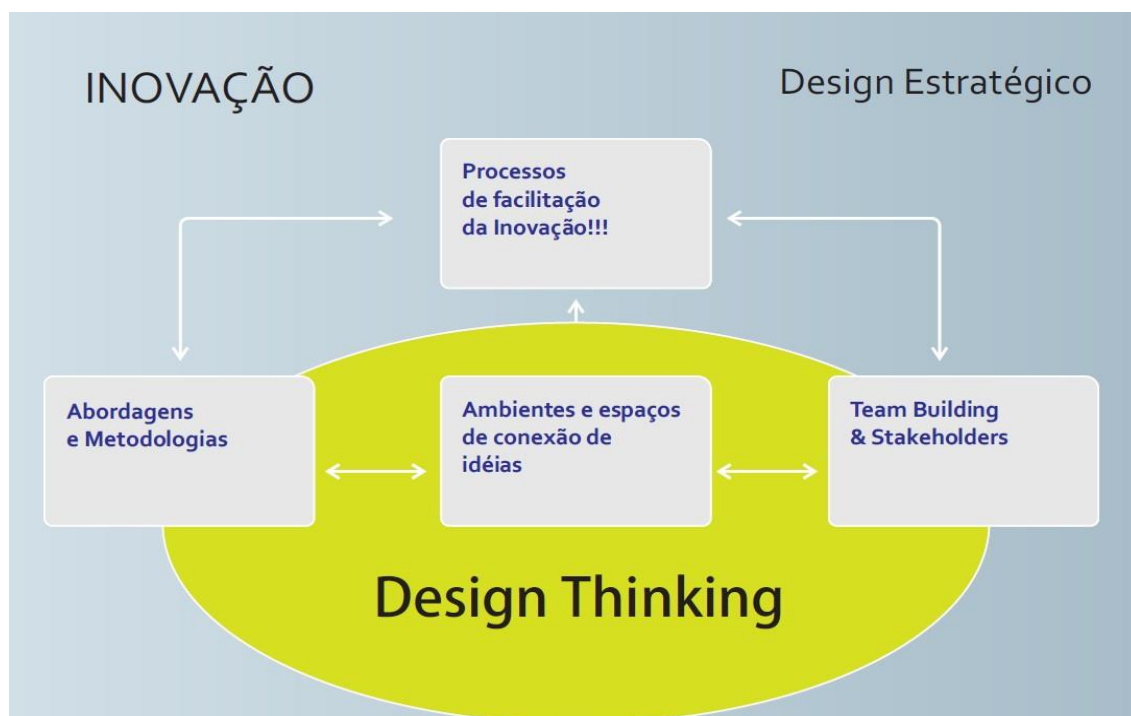 INOVAÇÃO
Design Estratégico
Processos
de facilitação
da Inovação!!!
Abordagens
e Metodologias
Ambientes e espaços
de conexão de
idéias
Team Building
& Stakeholders
Design Thinking